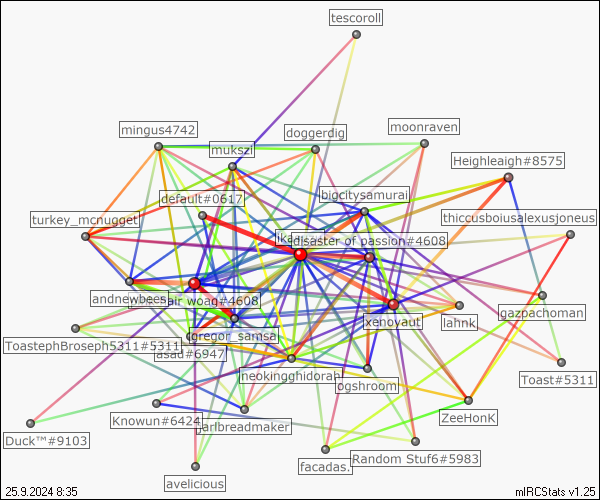 tescoroll
mingus4742
doggerdig
moonraven
mukszi
Heighleaigh#8575
default#0617
bigcitysamurai
turkey_mcnugget
thiccusboiusalexusjoneus
disaster of passion#4608
andnewbees
air woag#4608
gazpachoman
xenoyaut
lahnk
gregor_samsa
ToastephBroseph5311#5311
asad#6947
neokingghidorah
Toast#5311
ogshroom
Knowun#6424
earlbreadmaker
ZeeHonK
Duck™#9103
facadas.
Random Stuf6#5983
avelicious
25.9.2024 8:35
mIRCStats v1.25